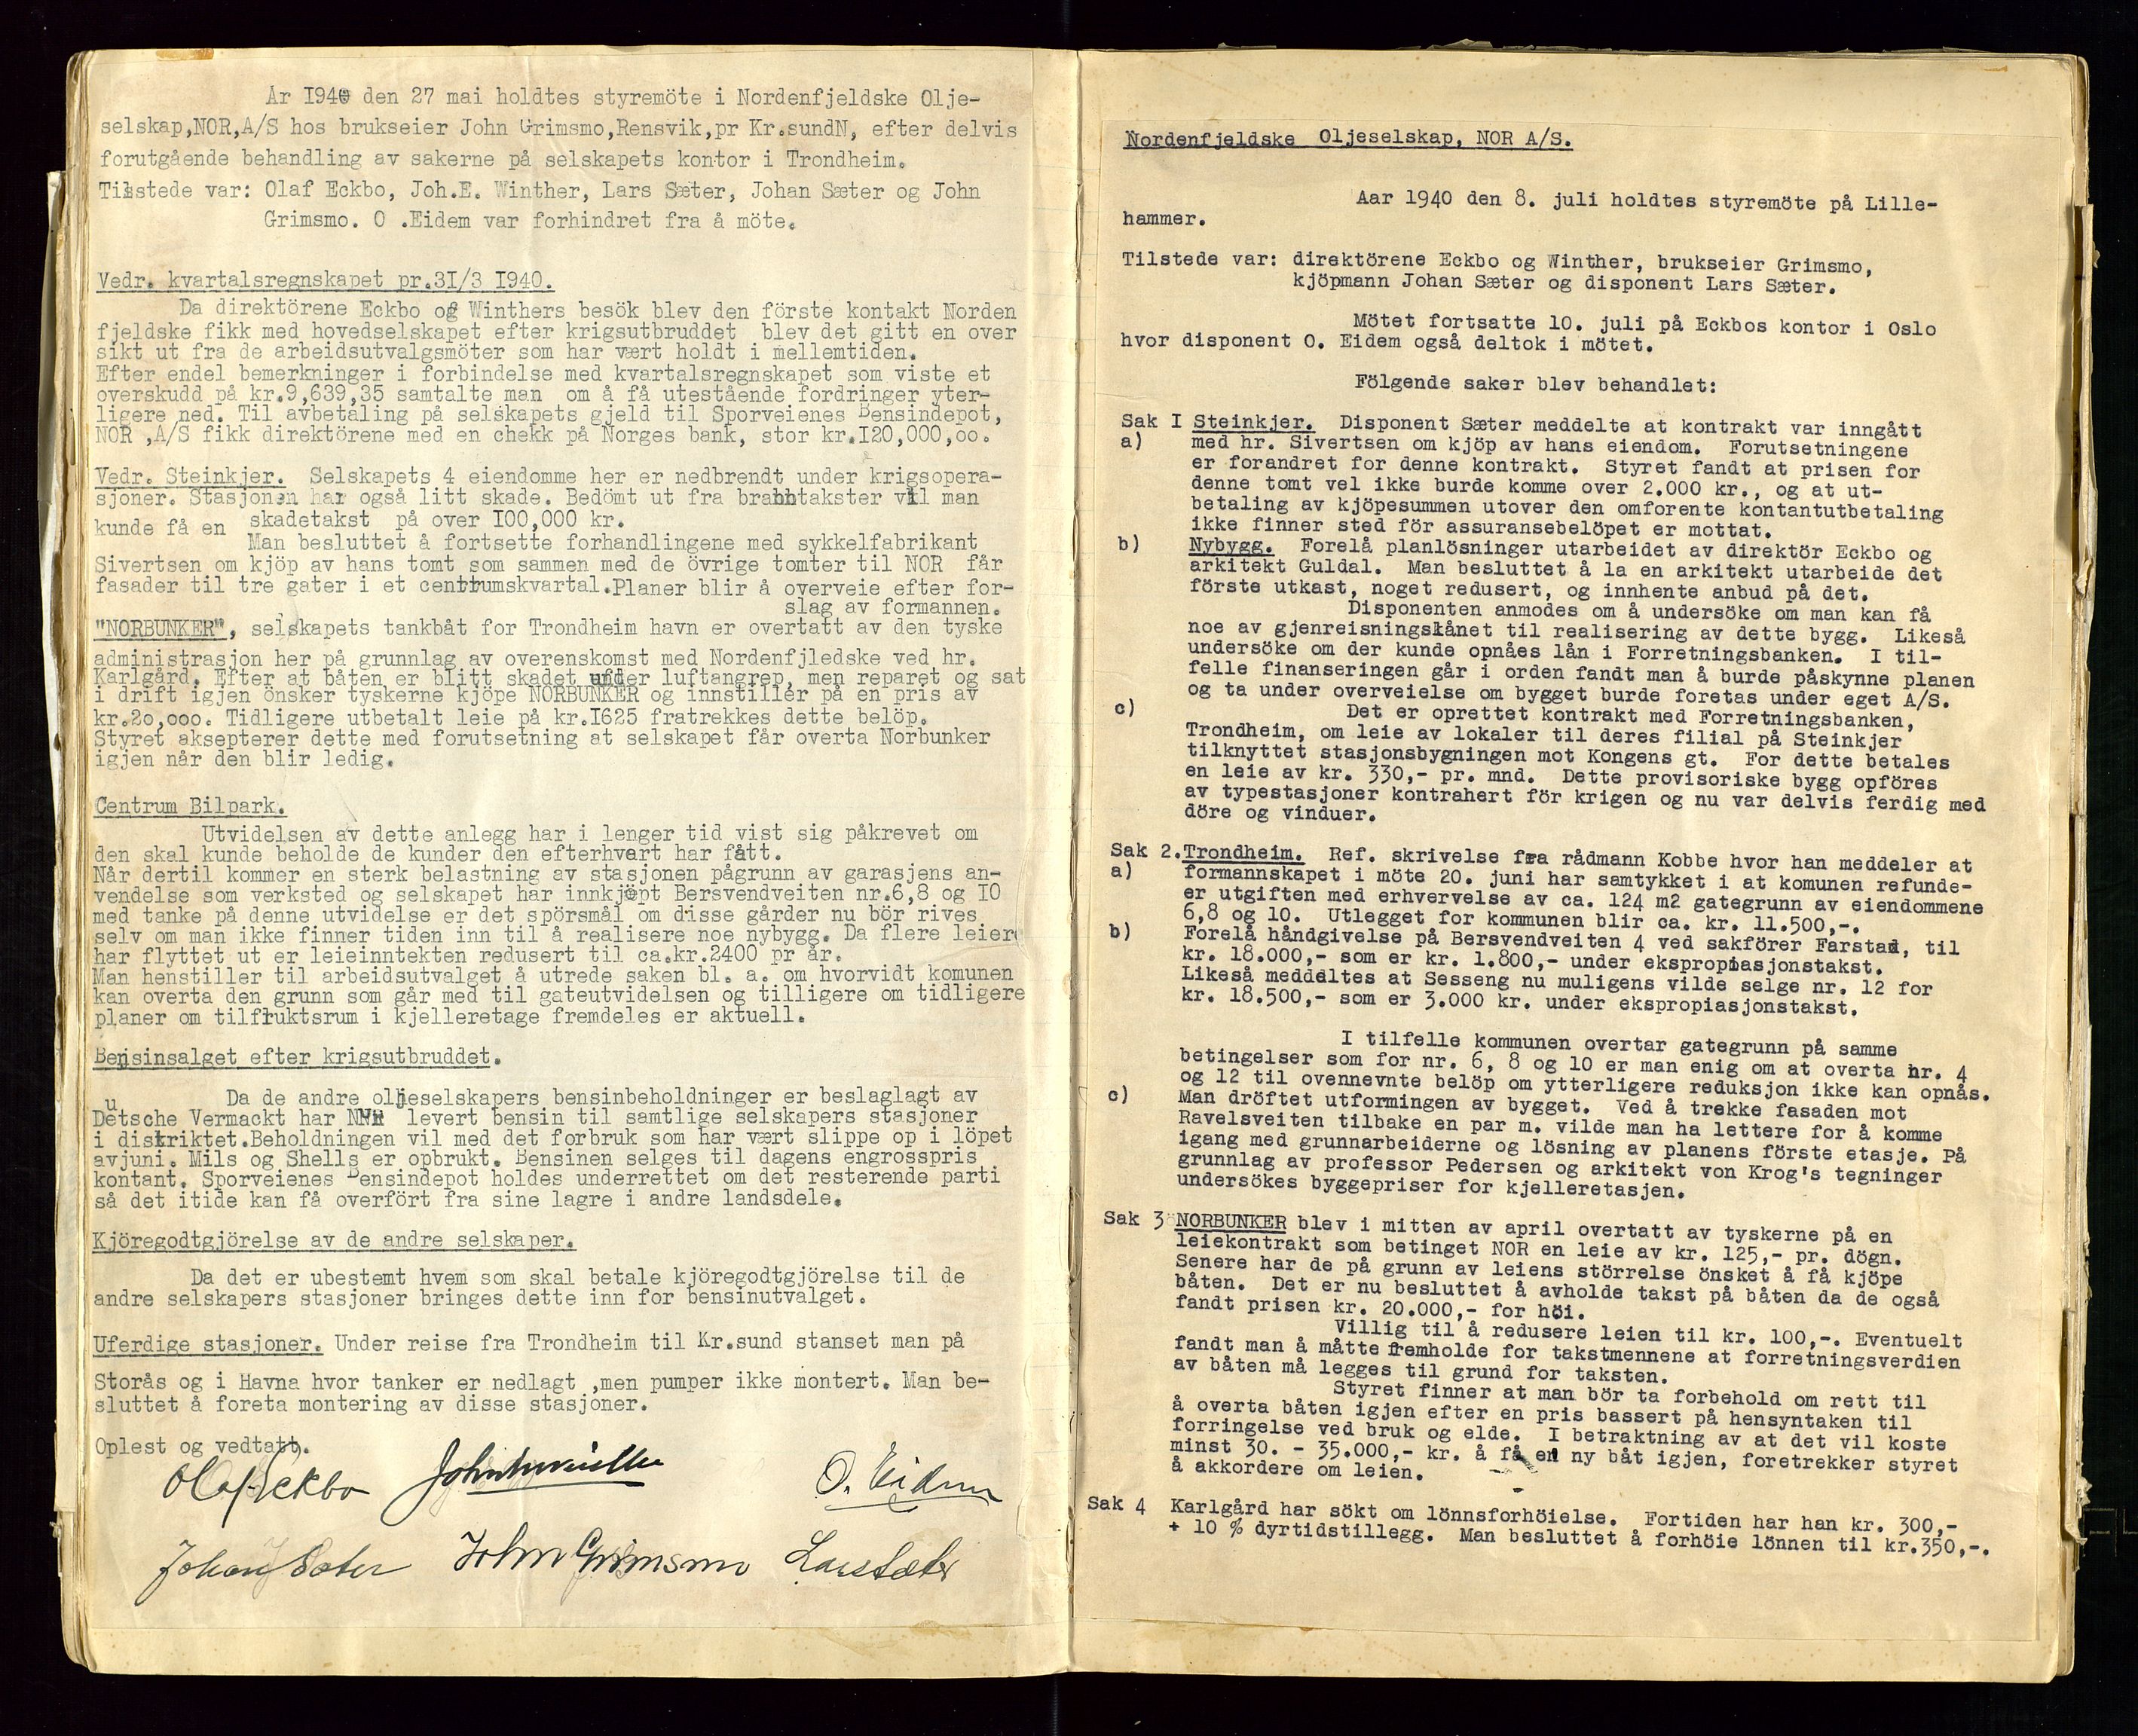 Ar 1940 den 27 mai holdtes styremöte i Nordenfjeldske Olje-
selskap,NOR,A/S hos brukseier John Grimsmo,Rensvik,pr Kr.sundN, efter delvis
forutgående behandling av sakerne på selskapets kontor i Trondheim.
Tilstede var: Olaf Eckbo, Joh.E. Winther, Lars Sæter, Johan Sæter og John
Grimsmo. O .Eidem var forhindret fra å möte.
Vedr. kvartalsregnskapet pr.31/3 1940.
Da direktörene Eckbo og Winthers besök blev den förste kontakt Norden
fjeldske fikk med hovedselskapet efter krigsutbruddet blev det gitt en over
sikt ut fra de arbeidsutvalgsmöter som har vært holdt i mellemtiden.
Efter endel bemerkninger i forbindelse med kvartalsregnskapet som viste et
overskudd på kr.9,639,35 samtalte man om å få utestående fordringer yter-
ligere ned. Til avbetaling på selskapets gjeld til Sporveienes Bensindepot,
NOR ,A/S fikk direktörene med en chekk på Norges bank, stor kr.I20,000,oo.
Vedr. Steinkjer. Selskapets 4 eiendomme her er nedbrendt under krigsopera-
sjoner. Stasjonen har også litt skade. Bedömt ut fra branntakster vil man
kunde få en skadetakst på over I00,000 kr.
Man besluttet å fortsette forhandlingene med sykkelfabrikant
Sivertsen om kjöp av hans tomt som sammen med de övrige tomter til NOR får
fasader til tre gater i et centrumskvartal.Planer blir å overveie efter for-
slag av formannen.
"NORBUNKER", selskapets tankbåt for Trondheim havn er overtatt av den tyske
administrasjon her på grunnlag av overenskomst med Nordenfjledske ved hr.
Karlgård. Efter at båten er blitt skadet under luftangrep, men reparet og sat
i drift igjen önsker tyskerne kjöpe NORBUNKER og innstiller på en pris av
kr.2o,ooo. Tidligere utbetalt leie på kr.I625 fratrekkes dette belöp.
Styret aksepterer dette med forutsetning at selskapet får overta Norbunker
igjen når den blir ledig.
Centrum Bilpark.
Utvidelsen av dette anlegg har i lenger tid vist sig påkrevet om
den skal kunde beholde de kunder den efterhvert har fått.
Når dertil kommer en sterk belastning av stasjonen pågrunn av garasjens an-
vendelse som verksted og selskapet har innkjöpt Bersvendveiten nr.6,8 og IO
med tanke på denne utvidelse er det spörsmål om disse gårder nu bör rives
selv om man ikke finner tiden inn til å realisere noe nybygg. Da flere leiere
har flyttet ut er leieinntekten redusert til ca.kr.2400 pr år.
Man henstiller til arbeidsutvalget å utrede saken bl. a. om hvorvidt komunen
kan overta den grunn som går med til gateutvidelsen og tilligere om tidligere
planer om tilfluktsrum i kjelleretage fremdeles er aktuell.
Bensinsalget efter krigsutbruddet.
Da de andre oljeselskapers bensinbeholdninger er beslaglagt av
Deutsche Vermackt har NOR levert bensin til samtlige selskapers stasjoner
i distriktet.Beholdningen vil med det forbruk som har vært slippe op i löpet
avjuni. Mils og Shells er opbrukt. Bensinen selges til dagens engrosspris
kontant. Sporveienes Bensindepot holdes underrettet om det resterende parti
så det itide kan få overfört fra sine lagre i andre landsdele.
Kjöregodtgjörelse av de andre selskaper.
Da det er ubestemt hvem som skal betale kjöregodtgjörelse til de
andre selskapers stasjoner bringes dette inn for bensinutvalget.
Uferdige stasjoner. Under reise fra Trondheim til Kr.sund stanset man på
Storås og i Havna hvor tanker er nedlagt ,men pumper ikke montert. Man be-
sluttet å foreta montering av disse stasjoner.
Oplest og vedtatt.
Olaf Eckbo O. Eidem
Johan Sæter John Grimsmo Lars Sæter
Nordenfjeldske Oljeselskap, NOR A/S.
Aar 1940 den 8. juli holdtes styremöte på Lille-
hammer.
Tilstede var: direktörene Eckbo og Winther, brukseier Grimsmo,
kjöpmann Johan Sæter og disponent Lars Sæter.
Mötet fortsatte 10. juli på Eckbos kontor i Oslo
hvor disponent O. Eidem også deltok i mötet.
Fölgende saker blev behandlet:
Sak I Steinkjer. Disponent Sæter meddelte at kontrakt var inngått
a) med hr. Sivertsen om kjöp av hans eiendom. Forutsetningene
er forandret for denne kontrakt. Styret fandt at prisen for
denne tomt vel ikke burde komme over 2.000 kr., og at ut-
betaling av kjöpesummen utover den omforente kontantutbetaling
ikke finner sted för assuransebelöpet er mottat.
b) Nybygg. Forelå planlösninger utarbeidet av direktör Eckbo og
arkitekt Guldal. Man besluttet å la en arkitekt utarbeide det
förste utkast, noget redusert, og innhente anbud på det.
Disponenten anmodes om å undersöke om man kan få
noe av gjenreisningslånet til realisering av dette bygg. Likeså
undersöke om der kunde opnåes lån i Forretningsbanken. I til-
felle finanseringen går i orden fandt man å burde påskynne planen
og ta under overveielse om bygget burde foretas under eget A/S.
c) Det er oprettet kontrakt med Forretningsbanken,
Trondheim, om leie av lokaler til deres filial på Steinkjer
tilknyttet stasjonsbygningen mot Kongens gt. For dette betales
en leie av kr. 330,- pr. mnd. Dette provisoriske bygg opföres
av typestasjoner kontrahert för krigen og nu var delvis ferdig med
döre og vinduer.
Sak 2. Trondheim. Ref. skrivelse fra rådmann Kobbe hvor han meddeler at
a) formannskapet i möte 20. juni har samtykket i at komunen refunde-
er utgiften med erhvervelse av ca. 124 m2 gategrunn av eiendommene
6,8 og 10. Utlegget for kommunen blir ca. kr. 11.500,-.
b) Forelå håndgivelse på Bersvendveiten 4 ved sakförer Farstad, til
kr. 18.000,- som er kr. 1.800,- under ekspropiasjonstakst.
Likeså meddeltes at Sesseng nu muligens vilde selge nr. 12 for
kr. 18.500,- som er 3.000 kr. under ekspropiasjonstakst.
I tilfelle kommunen overtar gategrunn på samme
betingelser som for nr. 6, 8 og 10 er man enig om at overta nr. 4
og 12 til ovennevnte belöp om ytterligere reduksjon ikke kan opnås.
c) Man dröftet utformingen av bygget. Ved å trekke fasaden mot
Ravelsveiten tilbake en par m. vilde man ha lettere for å komme
igang med grunnarbeiderne og lösning av planens förste etasje. På
grunnlag av professor Pedersen og arkitekt von Krog's tegninger
undersökes byggepriser for kjelleretasjen.
Sak 3 NORBUNKER blev i mitten av april overtatt av tyskerne på en
leiekontrakt som betinget NOR en leie av kr. 125,- pr. dögn.
Senere har de på grunn av leiens störrelse önsket å få kjöpe
båten. Det er nu besluttet å avholde takst på båten da de også
fandt prisen kr. 20.000,- for höi.
Villig til å redusere leien til kr. 100,-. Eventuelt
fandt man å måtte fremholde for takstmennene at forretningsverdien
av båten må legges til grund for taksten.
Styret finner at man bör ta forbehold om rett til
å overta båten igjen efter en pris bassert på hensyntaken til
forringelse ved bruk og elde. I betraktning av at det vil koste
minst 30. - 35.000,- kr. å få en ny båt igjen, foretrekker styret
å akkordere om leien.
Sak 4 Karlgård har sökt om lönnsforhöielse. Fortiden har han kr. 300,-
+ 10 % dyrtidstillegg. Man besluttet å forhöie lönnen til kr.350,-.